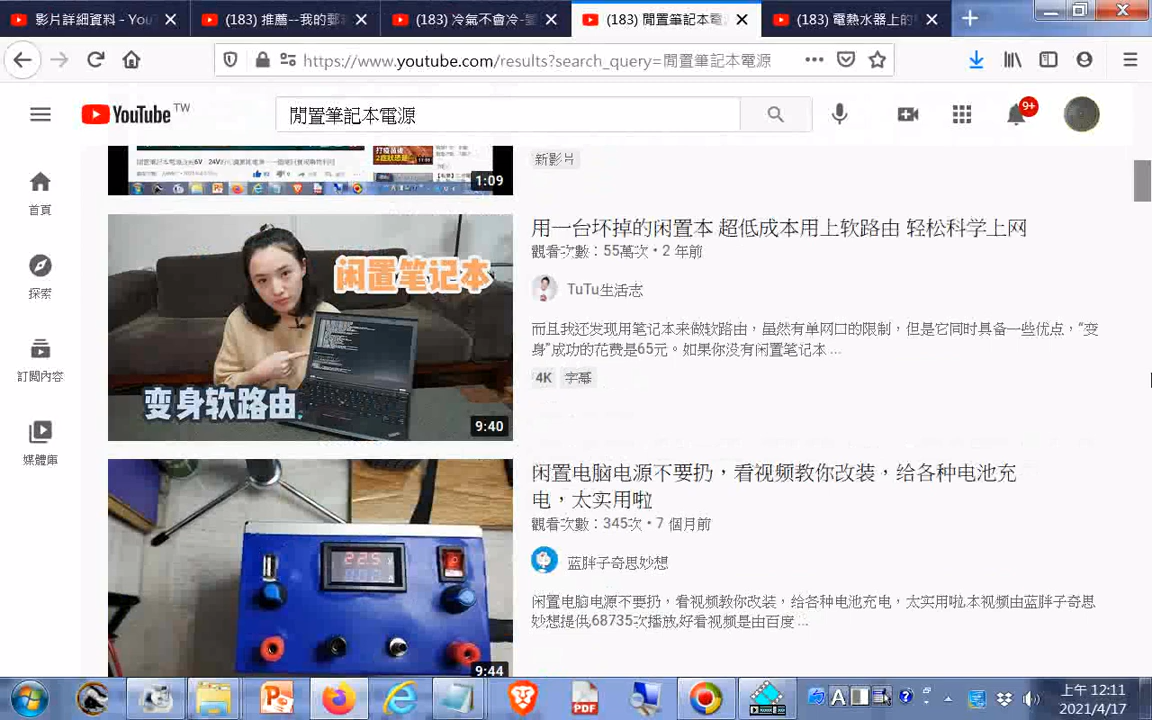 影片詳細資料 - You
(183) 推薦--我的郵
(183) 冷氣不會冷-
(183) 閒置筆記本電
(183) 電熱水器上的
https://www.youtube.com/results?search_query=閒置筆記本電源
YouTube TW
閒置筆記本電源
9+
首頁
探索
訂閱內容
媒體庫
1:09
新影片
闲置笔记本
变身软路由
9:40
用一台坏掉的闲置本 超低成本用上软路由 轻松科学上网
觀看次數：55萬次 • 2 年前
TuTu生活志
而且我还发现用笔记本来做软路由，虽然有单网口的限制，但是它同时具备一些优点，“变
身”成功的花费是65元。如果你没有闲置笔记本 ...
4K 字幕
22.5
9:44
闲置电脑电源不要扔，看视频教你改装，给各种电池充
电，太实用啦
觀看次數：345次 • 7 個月前
蓝胖子奇思妙想
闲置电脑电源不要扔，看视频教你改装，给各种电池充电，太实用啦,本视频由蓝胖子奇思
妙想提供,68735次播放,好看视频是由百度 ...
PDF
A
上午 12:11
2021/4/17